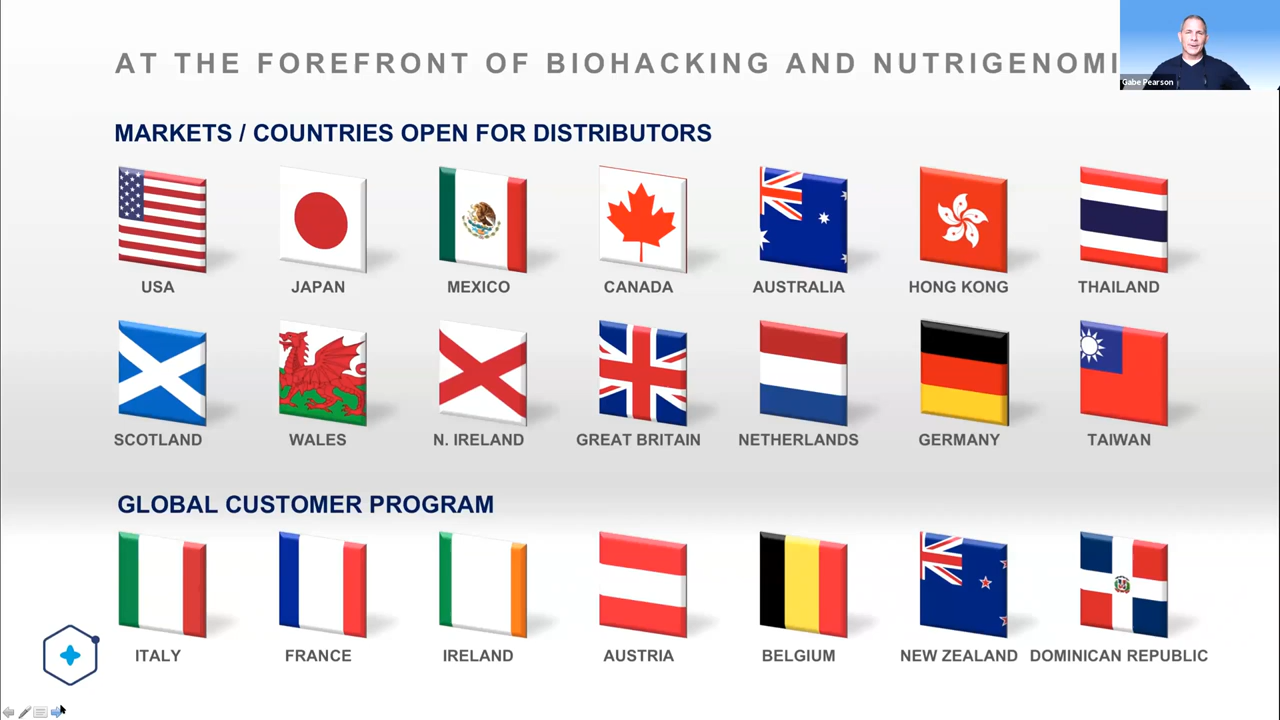 AT THE FOREFRONT OF BIOHACKING AND NUTRIGENOMI
Gabe Pearson
MARKETS / COUNTRIES OPEN FOR DISTRIBUTORS
USA JAPAN MEXICO CANADA AUSTRALIA HONG KONG THAILAND
SCOTLAND WALES N. IRELAND GREAT BRITAIN NETHERLANDS GERMANY TAIWAN
GLOBAL CUSTOMER PROGRAM
ITALY FRANCE IRELAND AUSTRIA BELGIUM NEW ZEALAND DOMINICAN REPUBLIC